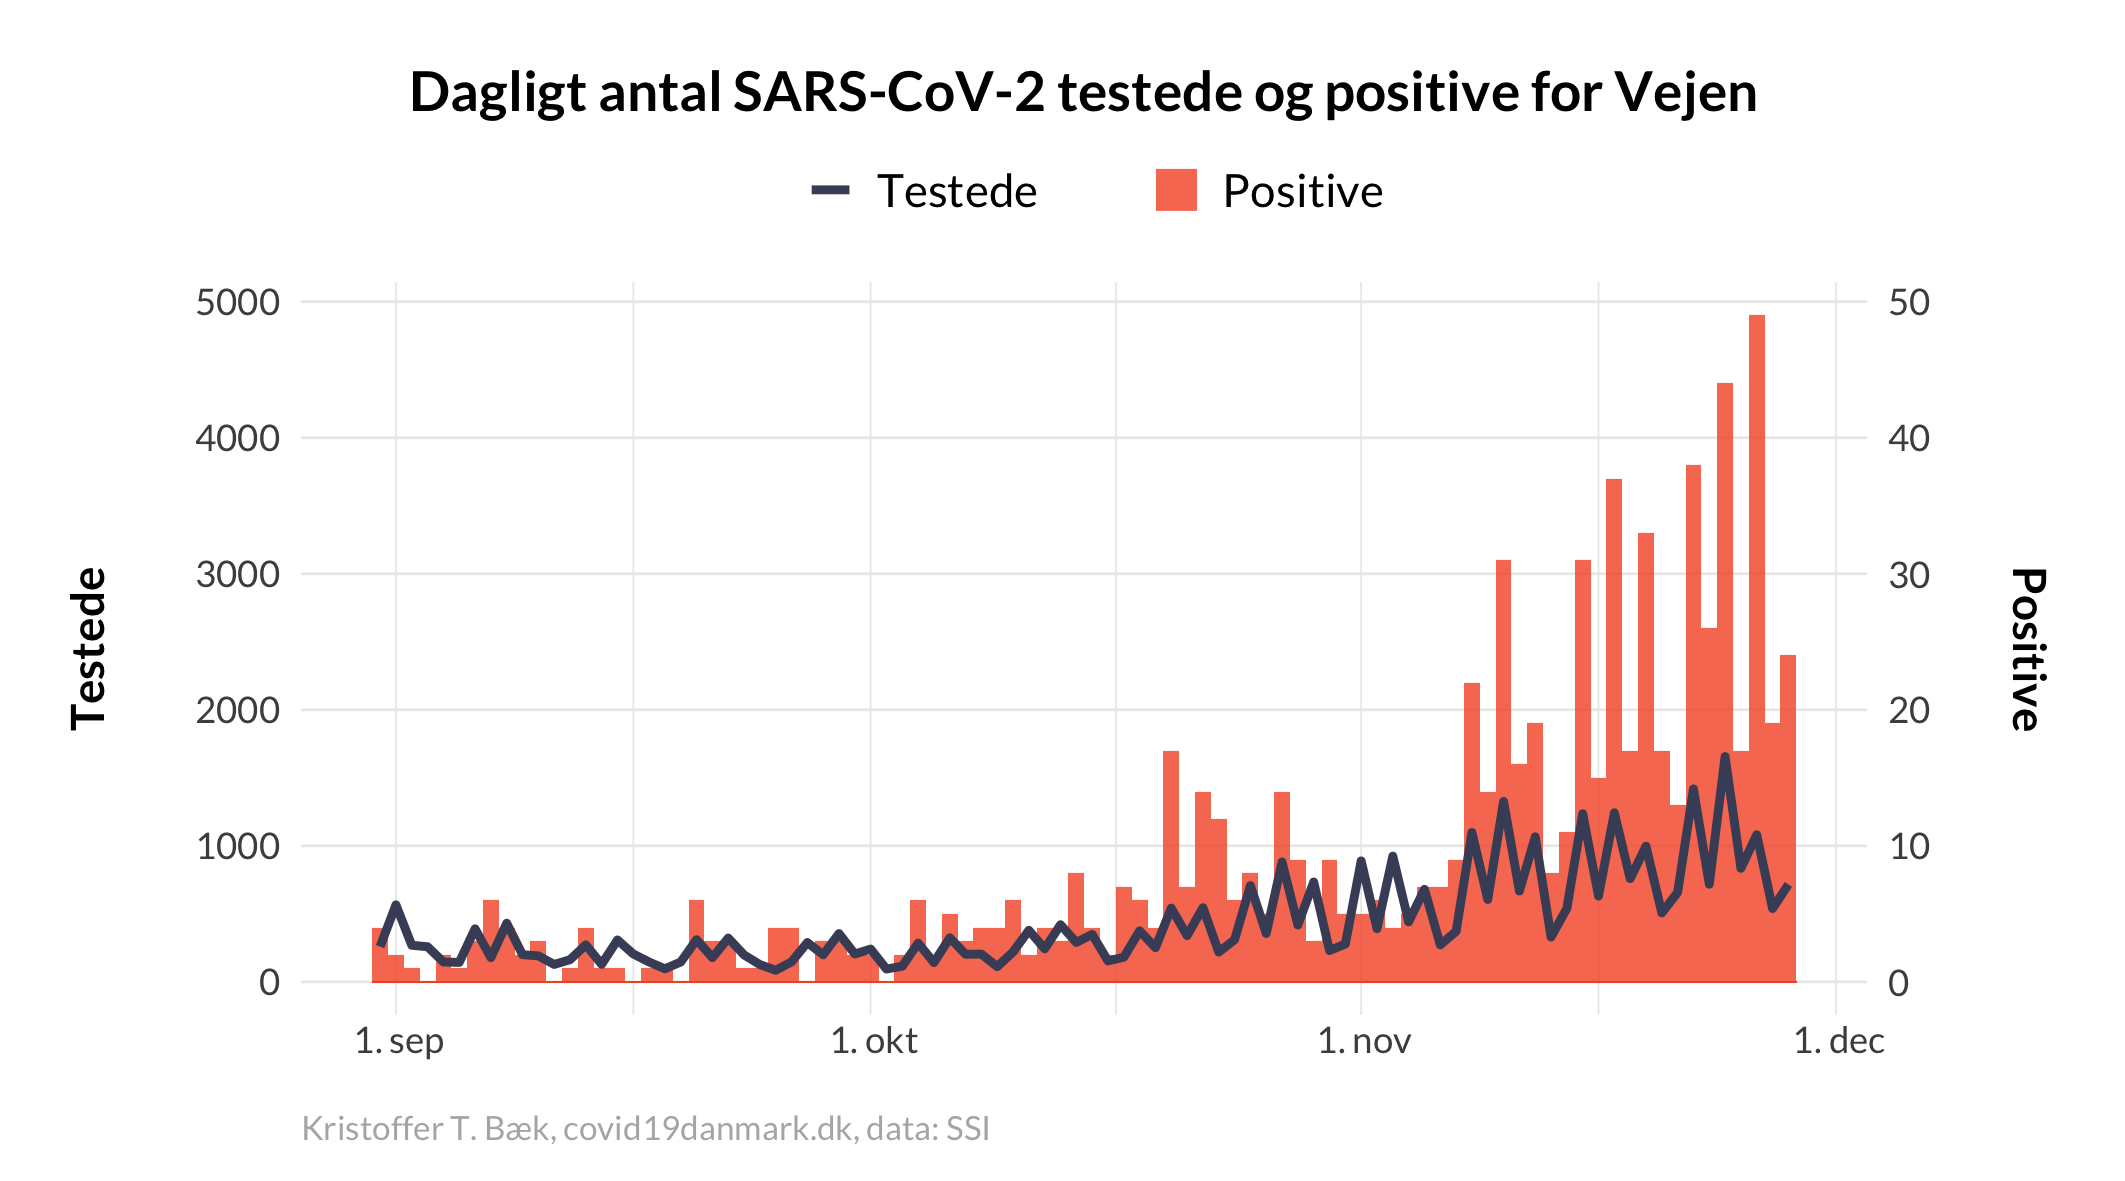 Dagligt antal SARS-CoV-2 testede og positive for Vejen
Testede Positive
5000 50
4000 40
3000 30
2000 20
1000 10
0 0
Testede
Positive
1. sep 1. okt 1. nov 1. dec
Kristoffer T. Bæk, covid19danmark.dk, data: SSI